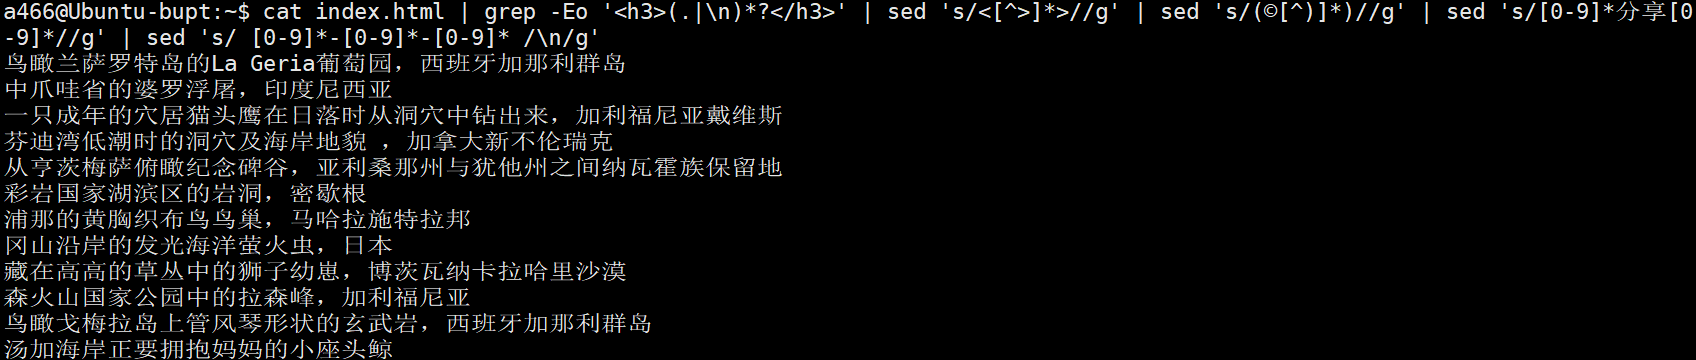 a466@Ubuntu-bupt:~$ cat index.html | grep -Eo '<h3>(.|\n)*?</h3>' | sed 's/<[^>]*>//g' | sed 's/(©[^)]*)//g' | sed 's/[0-9]*分享[0
-9]*//g' | sed 's/ [0-9]*-[0-9]*-[0-9]* /\n/g'
鸟瞰兰萨罗特岛的La Geria葡萄园，西班牙加那利群岛
中爪哇省的婆罗浮屠，印度尼西亚
一只成年的穴居猫头鹰在日落时从洞穴中钻出来，加利福尼亚戴维斯
芬迪湾低潮时的洞穴及海岸地貌 ，加拿大新不伦瑞克
从亨茨梅萨俯瞰纪念碑谷，亚利桑那州与犹他州之间纳瓦霍族保留地
彩岩国家湖滨区的岩洞，密歇根
浦那的黄胸织布鸟鸟巢，马哈拉施特拉邦
冈山沿岸的发光海洋萤火虫，日本
藏在高高的草丛中的狮子幼崽，博茨瓦纳卡拉哈里沙漠
森火山国家公园中的拉森峰，加利福尼亚
鸟瞰戈梅拉岛上管风琴形状的玄武岩，西班牙加那利群岛
汤加海岸正要拥抱妈妈的小座头鲸